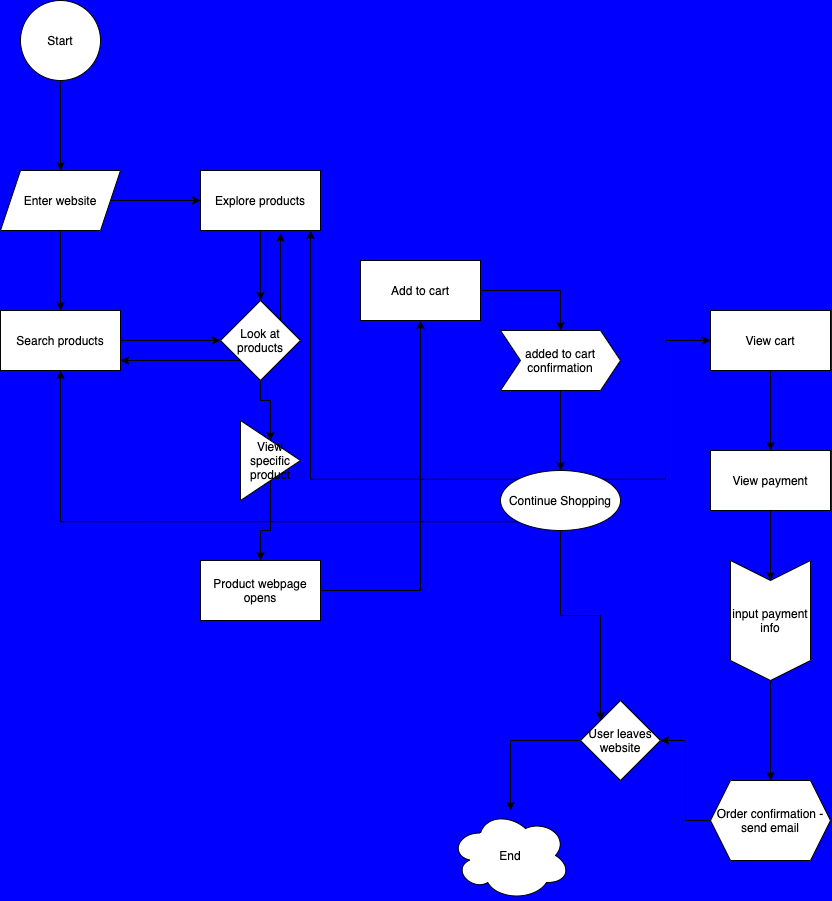 Start
Enter website
Explore products
Add to cart
Search products
Look at
products
added to cart
confirmation
View cart
View
specific
product
View payment
Continue Shopping
Product webpage
opens
input payment
info
User leaves
website
Order confirmation -
send email
End